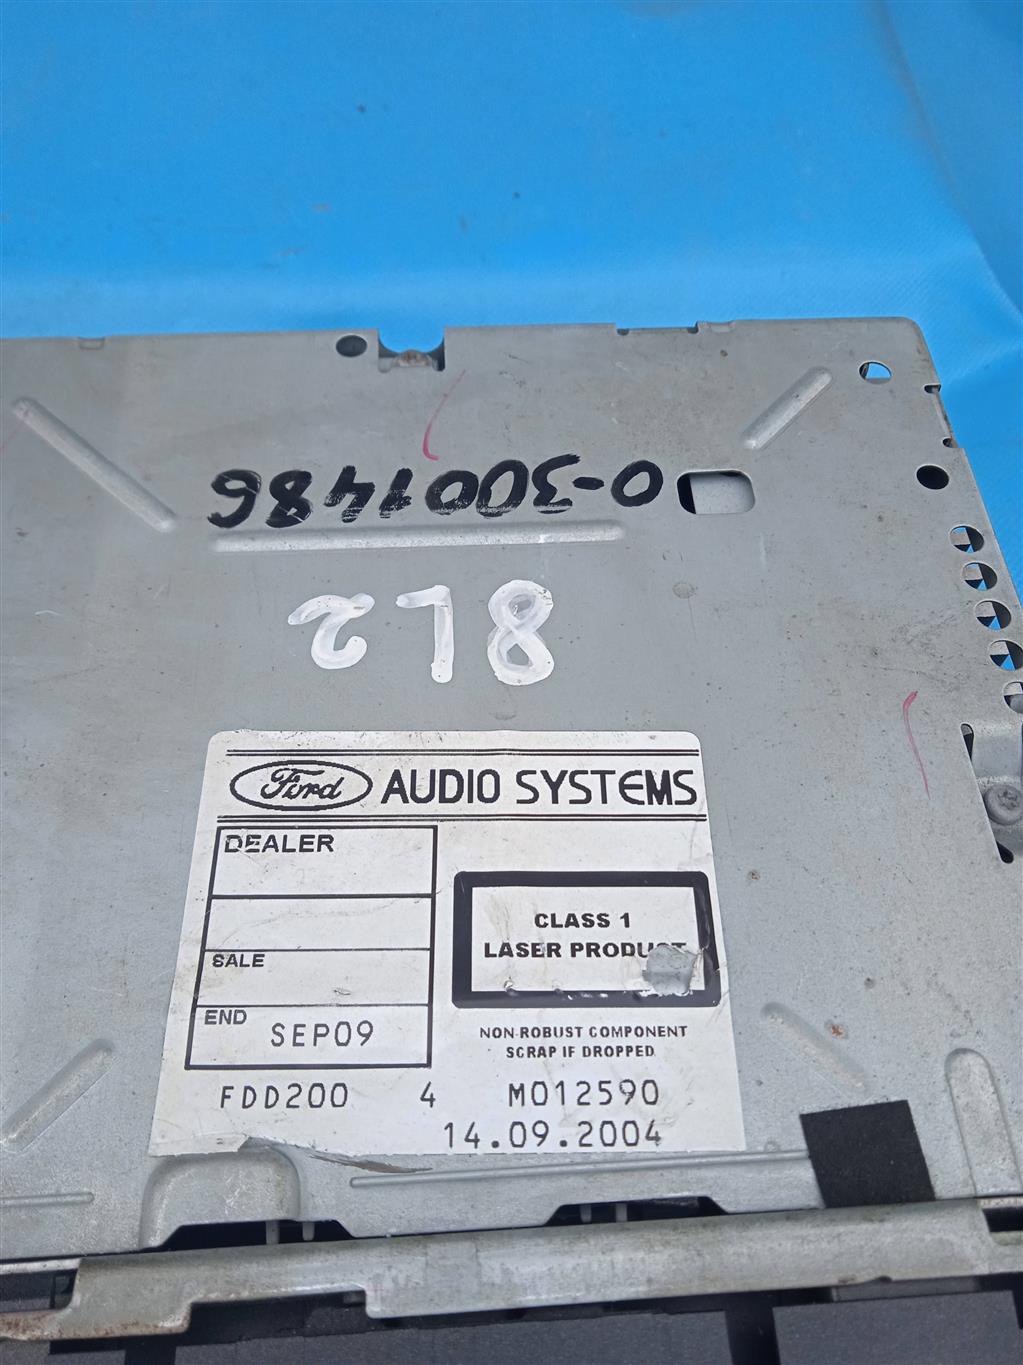 0-3001486
812
Ford AUDIO SYSTEMS
DEALER
CLASS 1
LASER PRODUCT
SALE
END SEP09
NON-ROBUST COMPONENT
SCRAP IF DROPPED
FDD200 4 M012590
14.09.2004